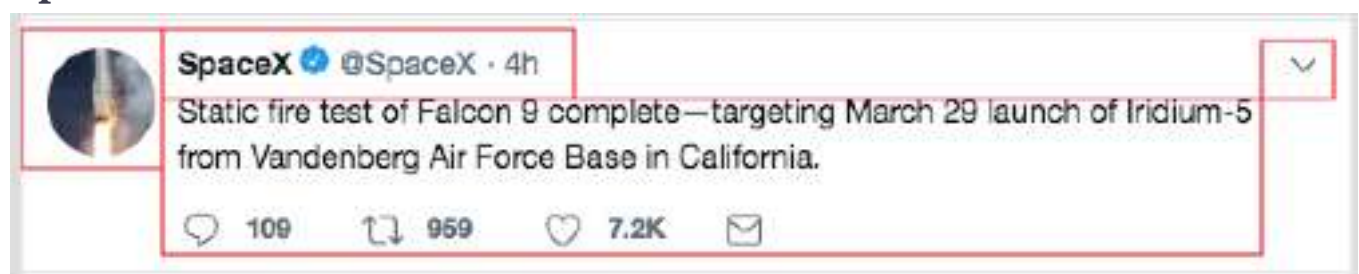 SpaceX @SpaceX · 4h
Static fire test of Falcon 9 complete—targeting March 29 launch of Iridium-5
from Vandenberg Air Force Base in California.
109 959 7.2K